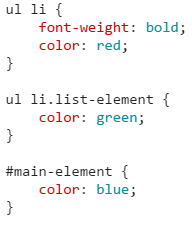 ul li {
    font-weight: bold;
    color: red;
}

ul li.list-element {
    color: green;
}

#main-element {
    color: blue;
}